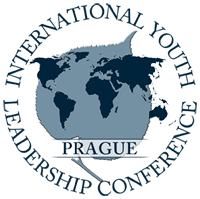 INTERNATIONAL YOUTH
LEADERSHIP CONFERENCE
PRAGUE